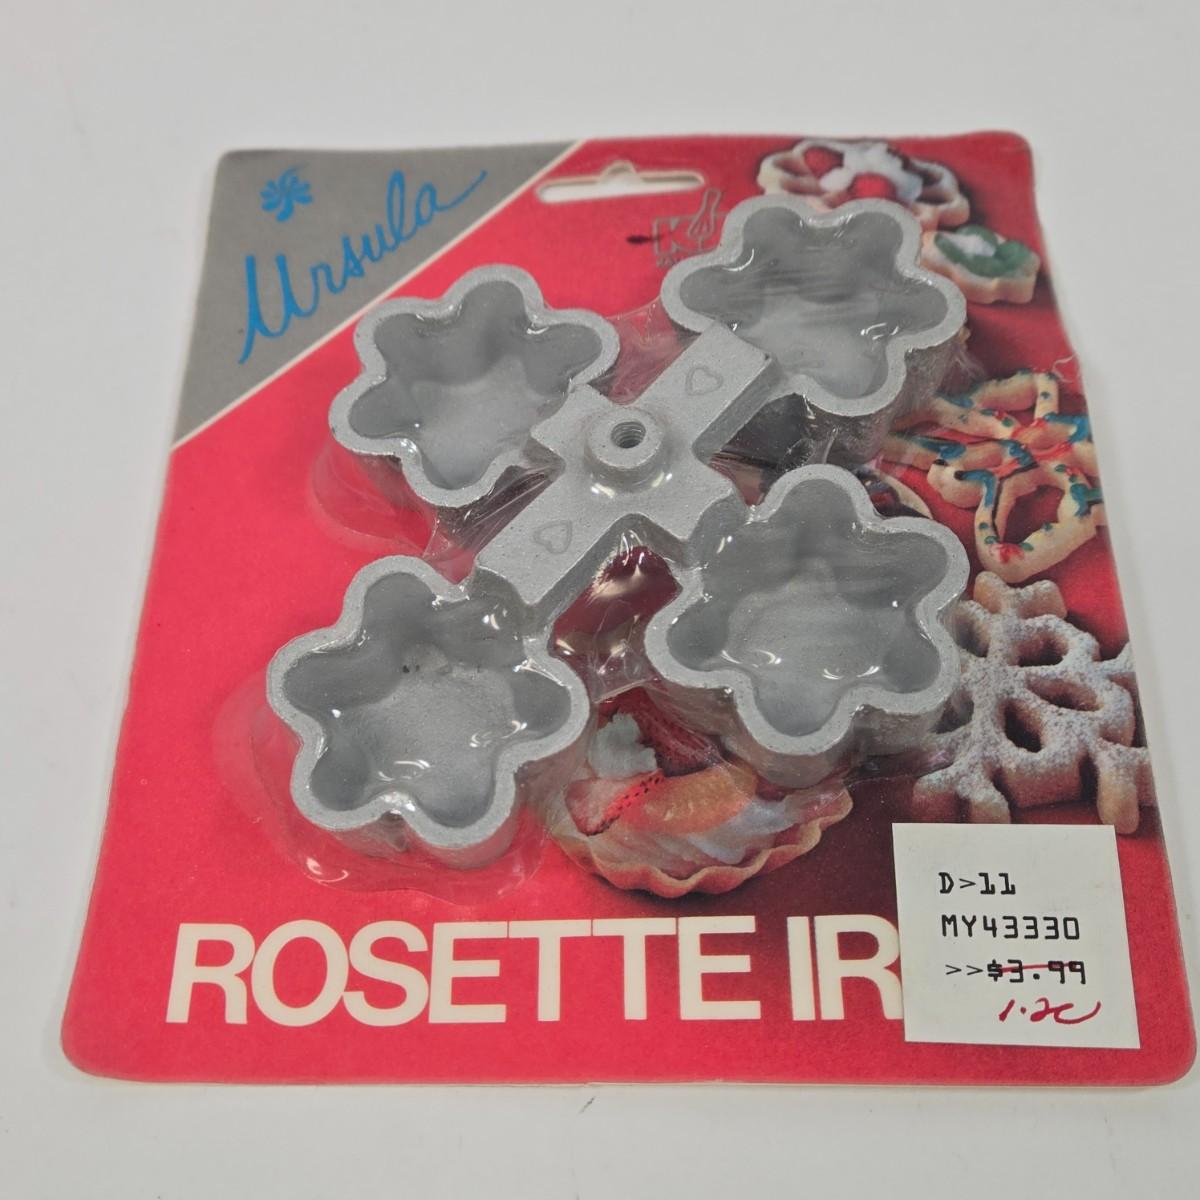 Ursula
K
ROSETTE IR
D>11
MY43330
>>$3.99
1.20